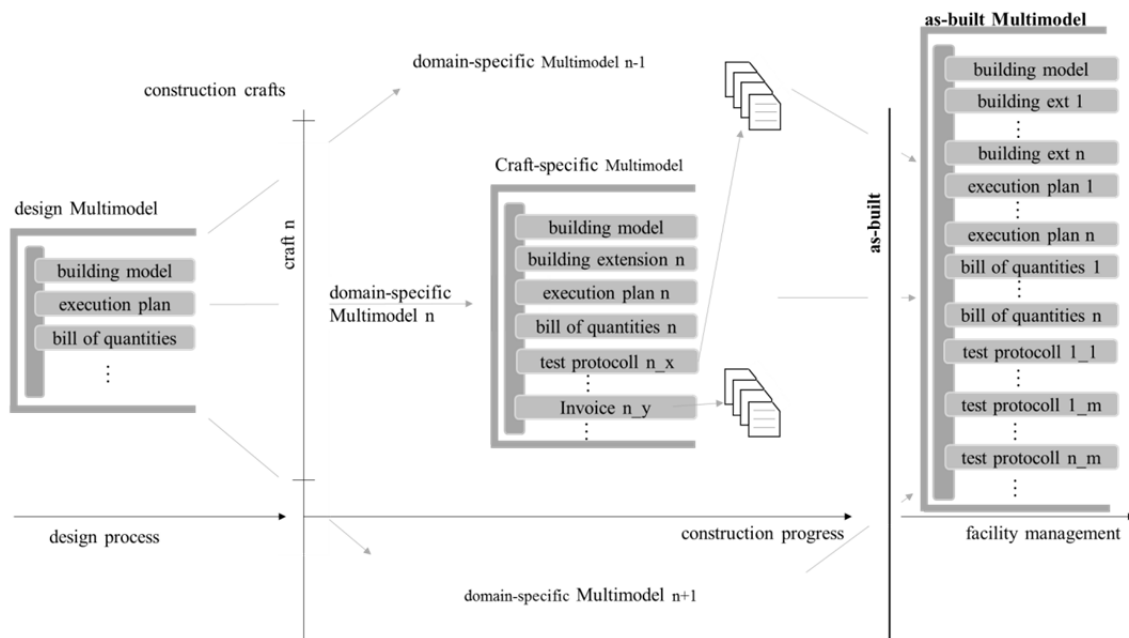 as-built Multimodel
domain-specific Multimodel n-1
construction crafts
design Multimodel
building model
execution plan
bill of quantities
craft n
domain-specific
Multimodel n
Craft-specific Multimodel
building model
building extension n
execution plan n
bill of quantities n
test protocoll n_x
Invoice n_y
as-built
building model
building ext 1
building ext n
execution plan 1
execution plan n
bill of quantities 1
bill of quantities n
test protocoll 1_1
test protocoll 1_m
test protocoll n_m
design process
construction progress
facility management
domain-specific Multimodel n+1